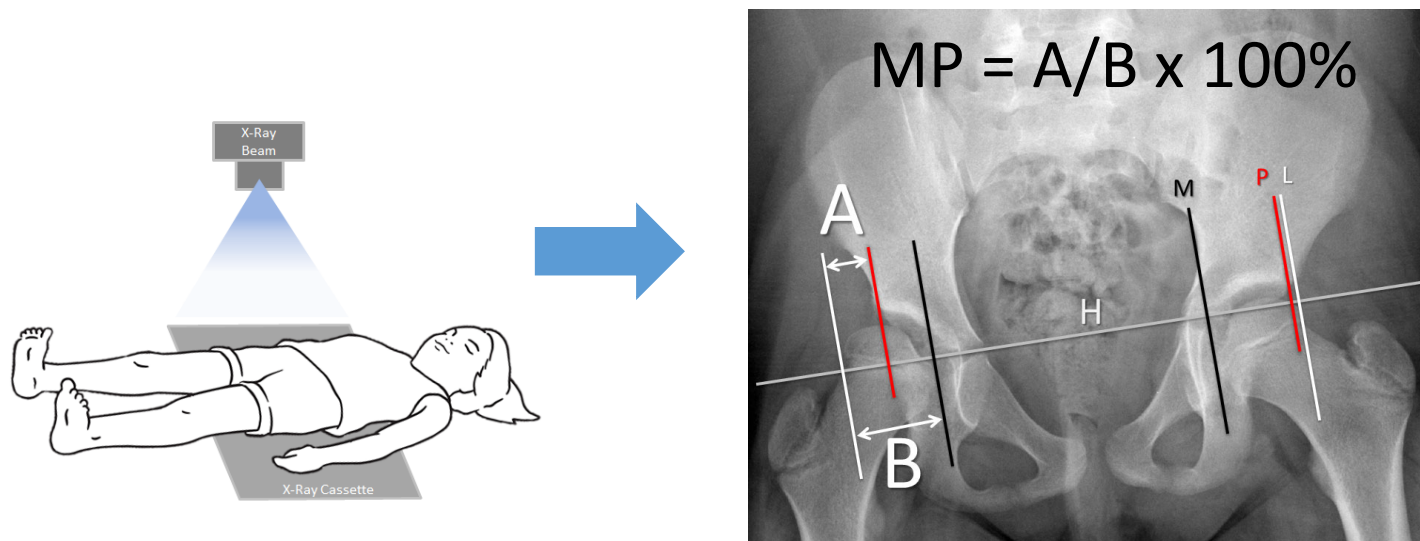 X-Ray
Beam
X-Ray Cassette
MP = A/B x 100%
A
B
H
M
P
L